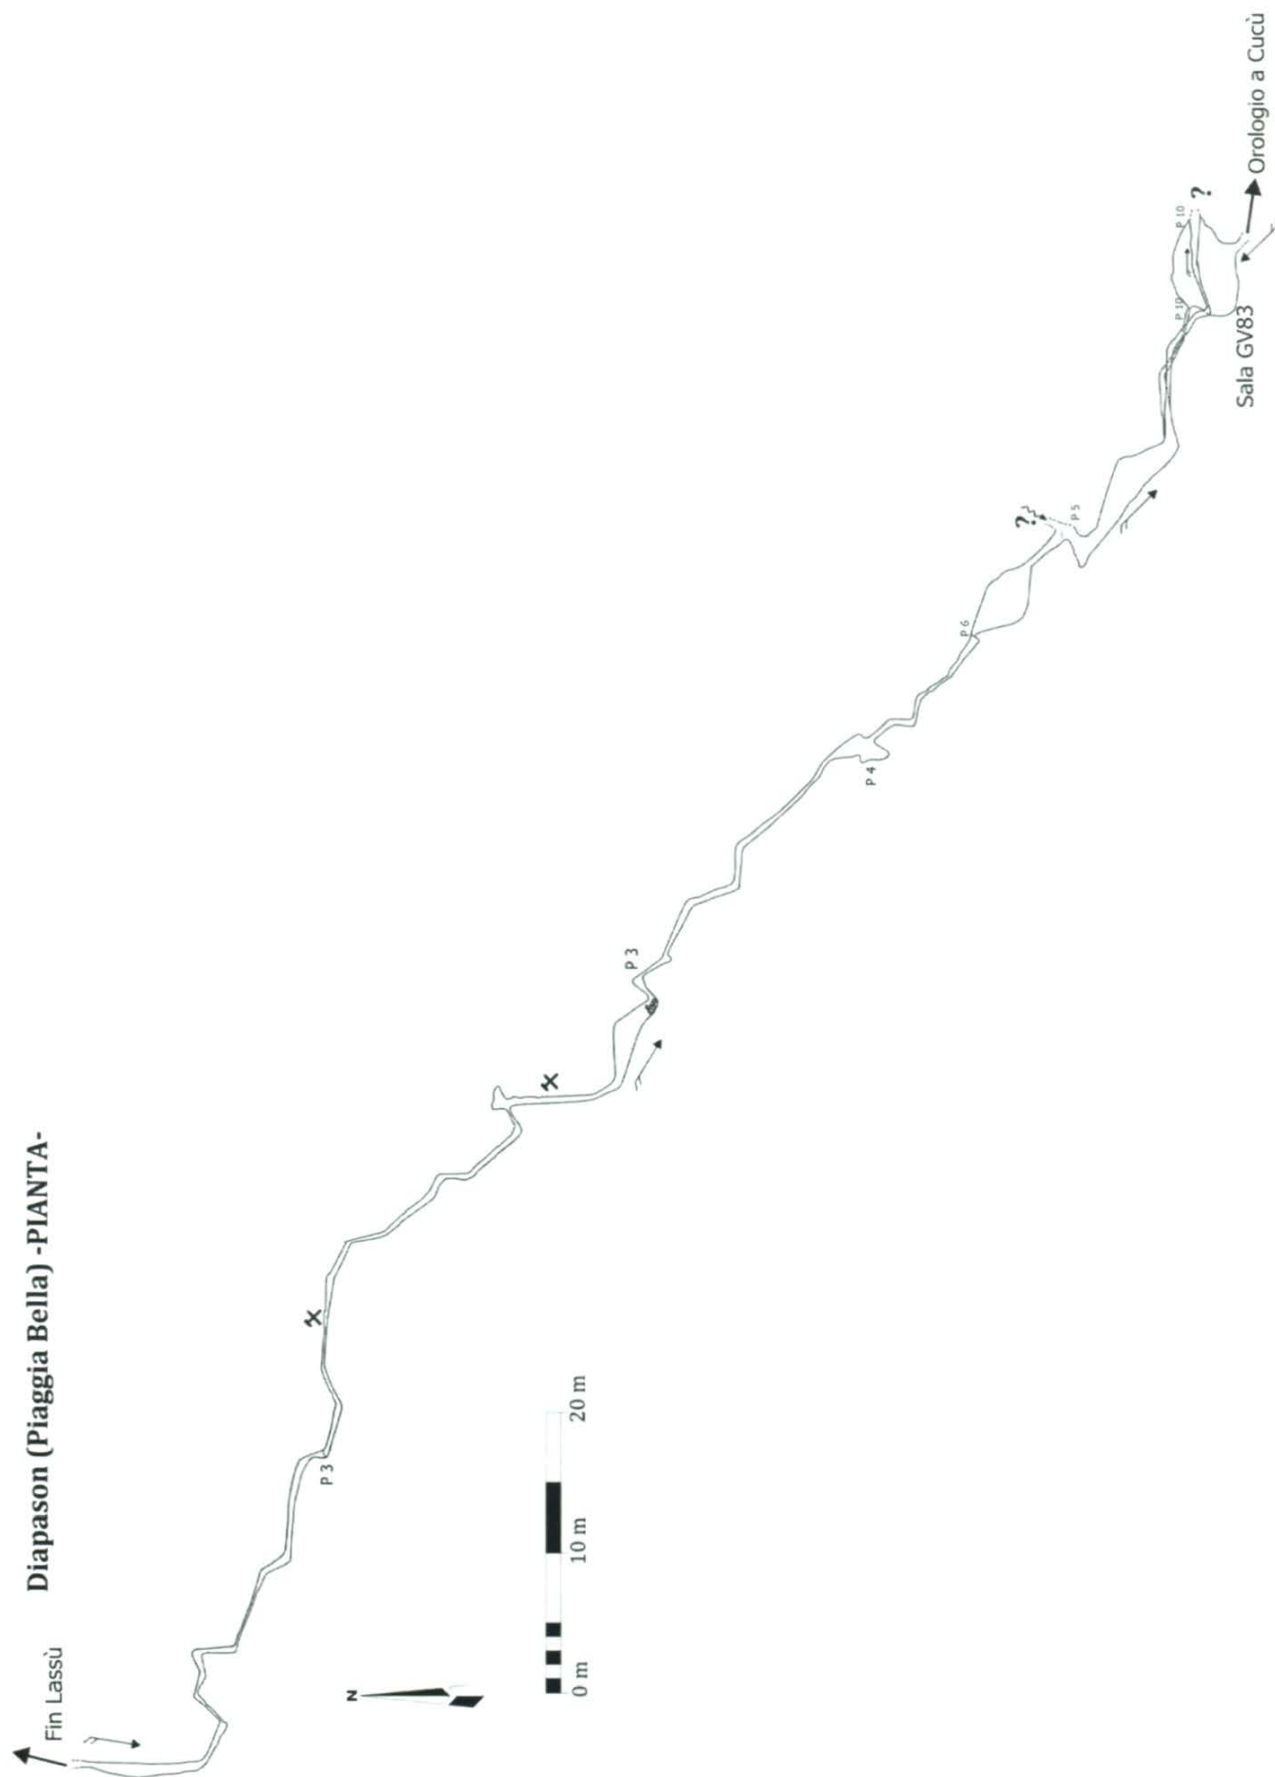 Diapason (Piaggia Bella) -PIANTA-
Fin Lassù
P 3
P 3
P 4
P 6
?
P 5
P 10
P 10
?
Orologio a Cucù
Sala GV83
N
0 m
10 m
20 m